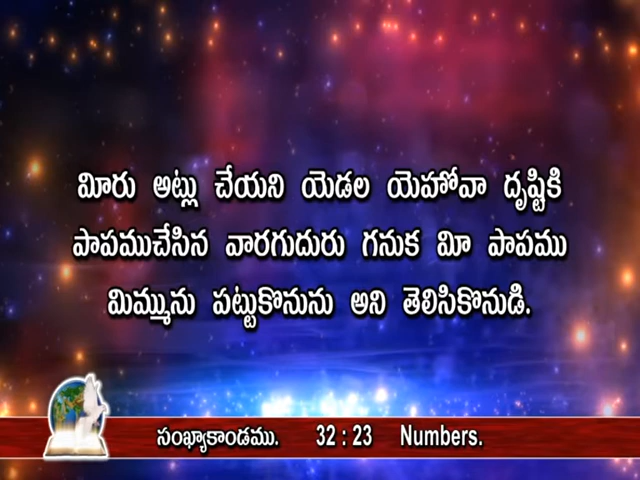 మీరు అట్లు చేయని యెడల యెహోవా దృష్టికి
పాపముచేసిన వారగుదురు గనుక మీ పాపము
మిమ్మును పట్టుకొనును అని తెలిసికొనుడి.
సంఖ్యాకాండము. 32 : 23 Numbers.